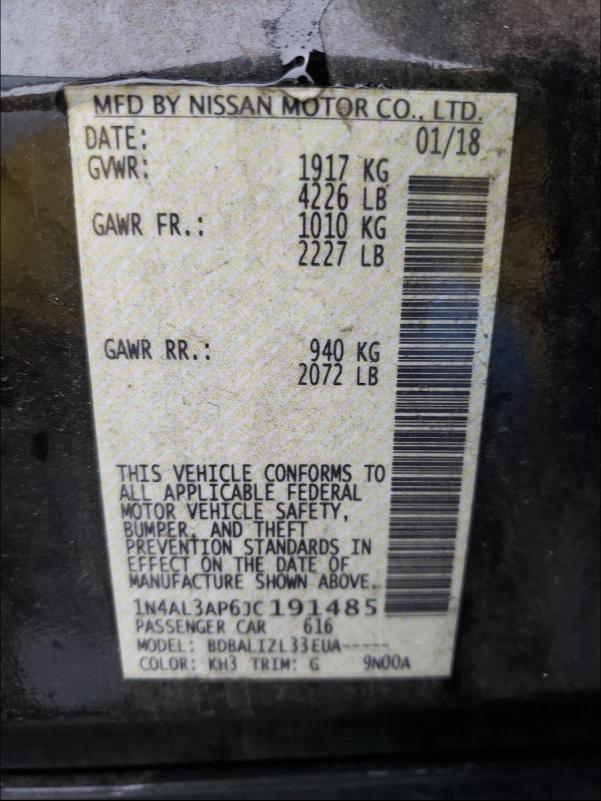 MFD BY NISSAN MOTOR CO., LTD.
DATE: 01/18
GVWR: 1917 KG
4226 LB
GAWR FR.: 1010 KG
2227 LB
GAWR RR.: 940 KG
2072 LB
THIS VEHICLE CONFORMS TO
ALL APPLICABLE FEDERAL
MOTOR VEHICLE SAFETY,
BUMPER, AND THEFT
PREVENTION STANDARDS IN
EFFECT ON THE DATE OF
MANUFACTURE SHOWN ABOVE.
1N4AL3AP6JC191485
PASSENGER CAR 616
MODEL: BDBALIZL33EUA-----
COLOR: KH3 TRIM: G 9N00A